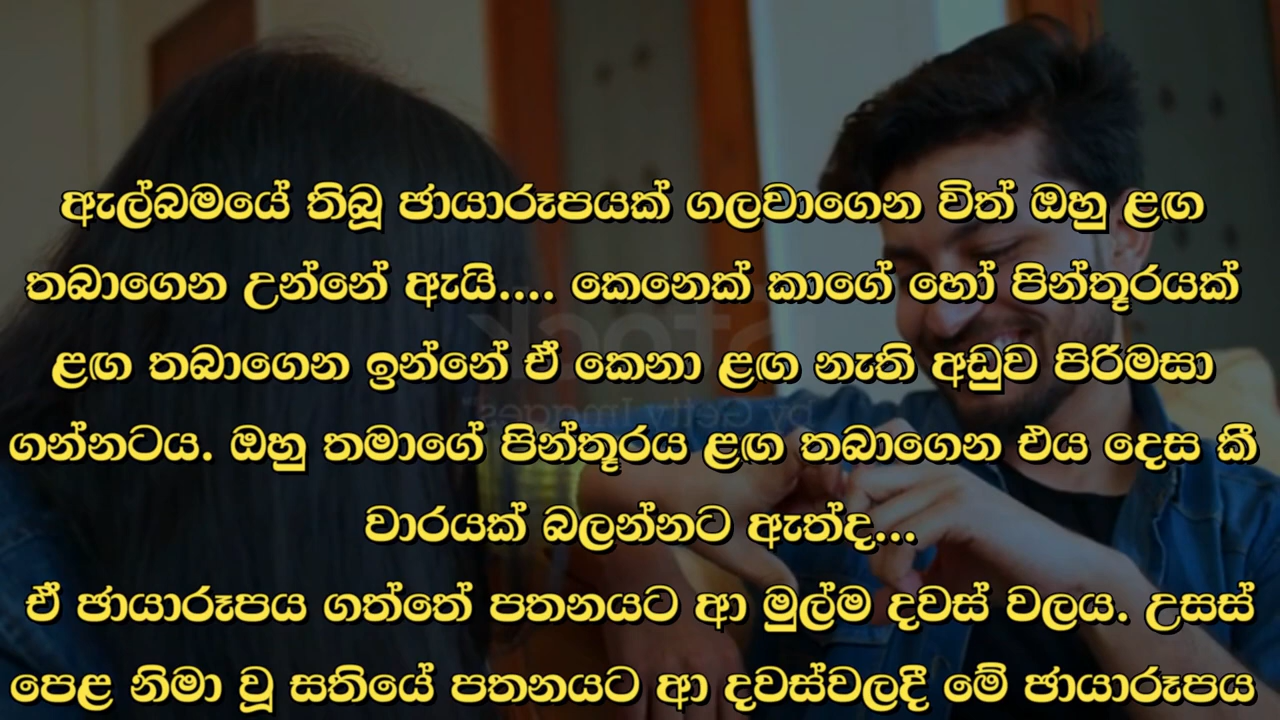 ඇල්බමයේ තිබූ ඡායාරූපයක් ගලවාගෙන විත් ඔහු ළඟ
තබාගෙන උන්නේ ඇයි.... කෙනෙක් කාගේ හෝ පින්තූරයක්
ළඟ තබාගෙන ඉන්නේ ඒ කෙනා ළඟ නැති අඩුව පිරිමසා
ගන්නටය. ඔහු තමාගේ පින්තූරය ළඟ තබාගෙන එය දෙස කී
වාරයක් බලන්නට ඇත්ද...
ඒ ඡායාරූපය ගත්තේ පතනයට ආ මුල්ම දවස් වලය. උසස්
පෙළ නිමා වූ සතියේ පතනයට ආ දවස්වලදී මේ ඡායාරූපය